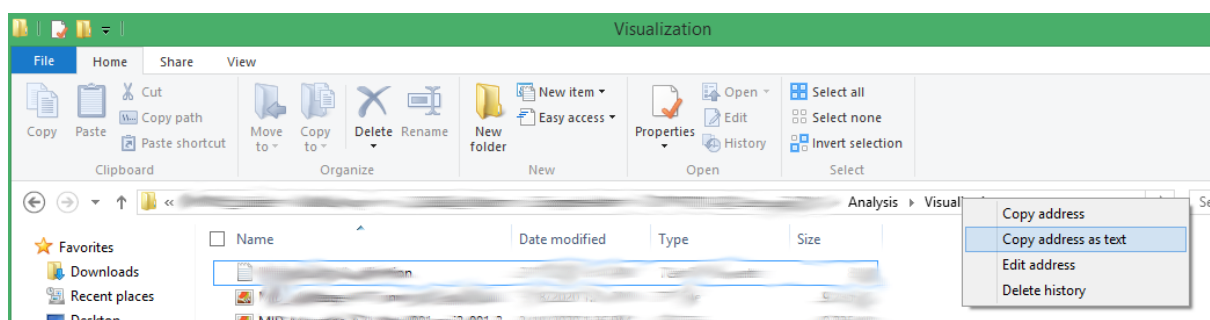 Visualization
File Home Share View
Copy
Paste
Cut
Copy path
Paste shortcut
Clipboard
Move to
Copy to
Delete
Rename
Organize
New folder
New item
Easy access
New
Properties
Open
Edit
History
Open
Select all
Select none
Invert selection
Select
« Analysis Visual
Favorites
Downloads
Recent places
Desktop
Name Date modified Type Size
Copy address
Copy address as text
Edit address
Delete history